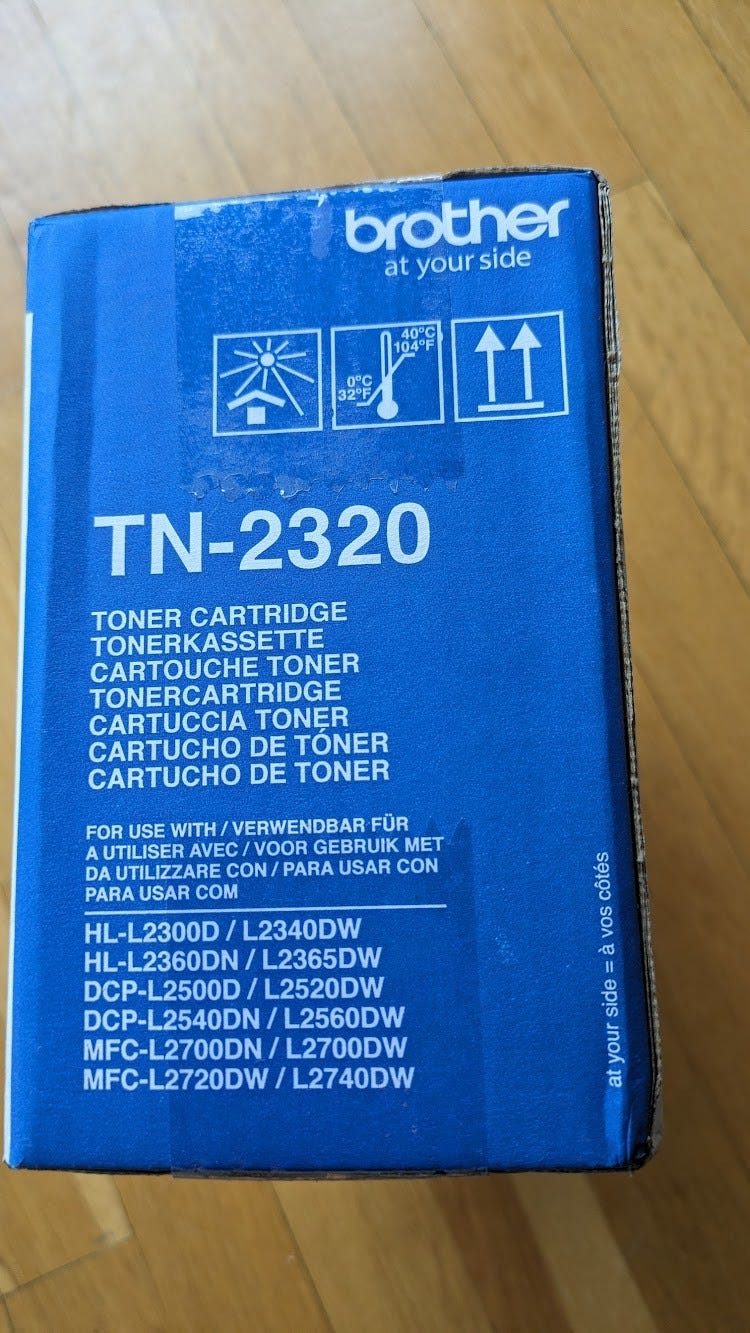 brother
at your side
40°C
104°F
0°C
32°F
TN-2320
TONER CARTRIDGE
TONERKASSETTE
CARTOUCHE TONER
TONERCARTRIDGE
CARTUCCIA TONER
CARTUCHO DE TÓNER
CARTUCHO DE TONER
FOR USE WITH / VERWENDBAR FÜR
A UTILISER AVEC / VOOR GEBRUIK MET
DA UTILIZZARE CON / PARA USAR CON
PARA USAR COM
HL-L2300D / L2340DW
HL-L2360DN / L2365DW
DCP-L2500D / L2520DW
DCP-L2540DN / L2560DW
MFC-L2700DN / L2700DW
MFC-L2720DW / L2740DW
at your side = à vos côtés